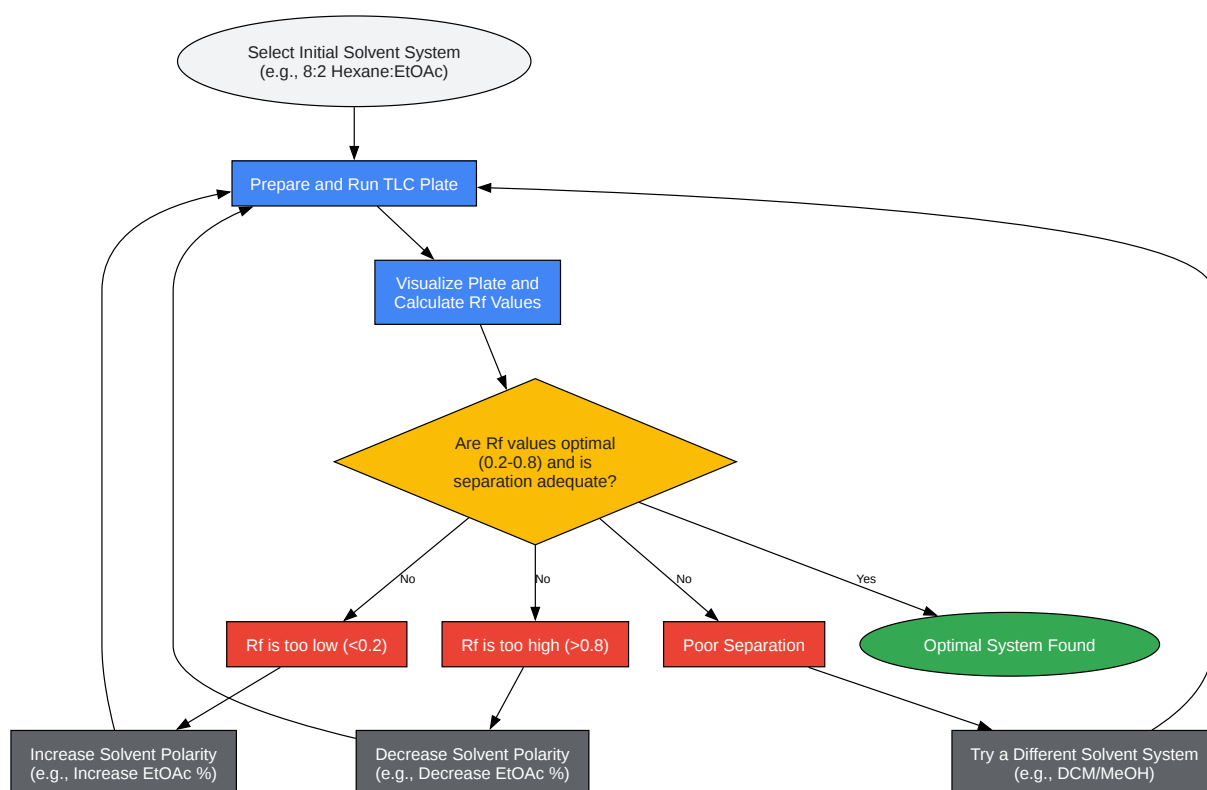 Select Initial Solvent System
(e.g., 8:2 Hexane:EtOAc)
Prepare and Run TLC Plate
Visualize Plate and
Calculate Rf Values
Are Rf values optimal
(0.2-0.8) and is
separation adequate?
No
No
No
Yes
Rf is too low (<0.2)
Rf is too high (>0.8)
Poor Separation
Optimal System Found
Increase Solvent Polarity
(e.g., Increase EtOAc %)
Decrease Solvent Polarity
(e.g., Decrease EtOAc %)
Try a Different Solvent System
(e.g., DCM/MeOH)